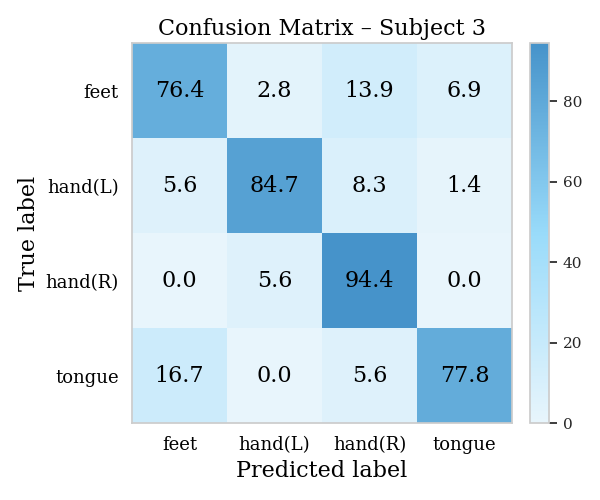 Confusion Matrix – Subject 3
feet 76.4 2.8 13.9 6.9
hand(L) 5.6 84.7 8.3 1.4
hand(R) 0.0 5.6 94.4 0.0
tongue 16.7 0.0 5.6 77.8
feet hand(L) hand(R) tongue
Predicted label
True label
80
60
40
20
0